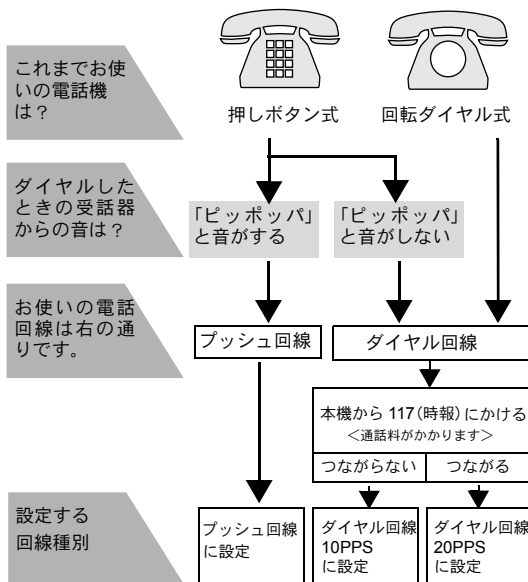 これまでお使
いの電話機
は？
押しボタン式
回転ダイヤル式
ダイヤルした
ときの受話器
からの音は？
「ピッポッパ」
と音がする
「ピッポッパ」
と音がしない
お使いの電話
回線は右の通
りです。
プッシュ回線
ダイヤル回線
本機から 117（時報）にかける
＜通話料がかかります＞
つながらない
つながる
設定する
回線種別
プッシュ回線
に設定
ダイヤル回線
10PPS
に設定
ダイヤル回線
20PPS
に設定